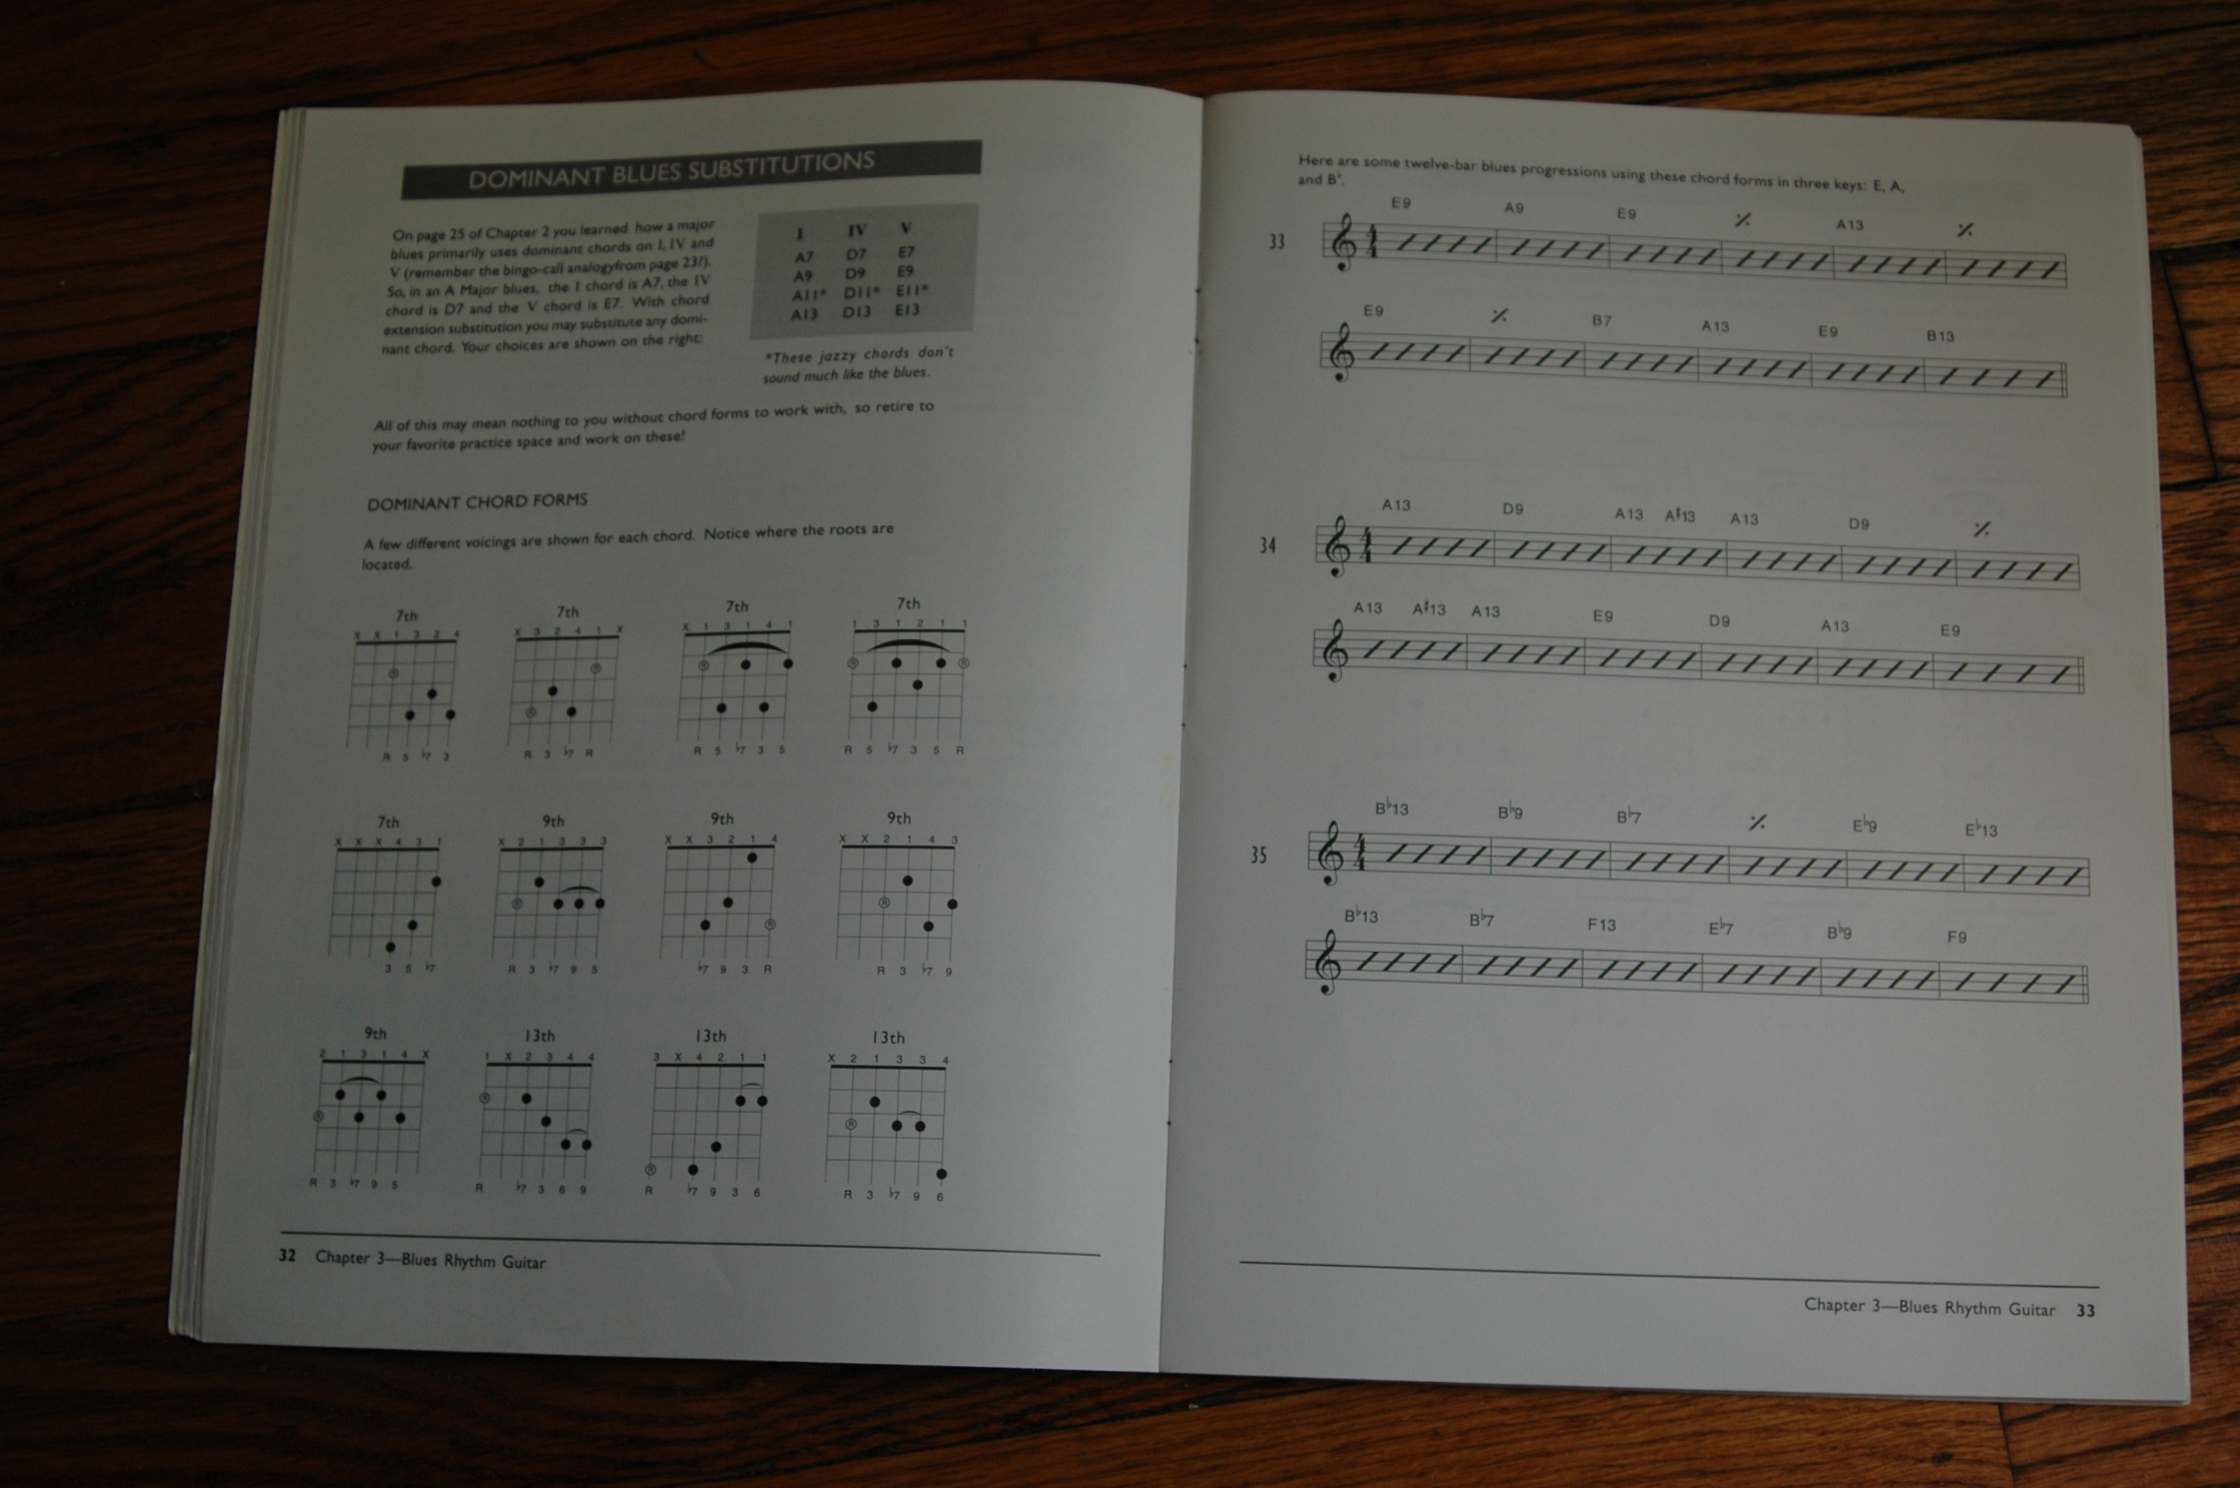 DOMINANT BLUES SUBSTITUTIONS
On page 25 of Chapter 2 you learned how a major
blues primarily uses dominant chords on I, IV and
V (remember the bingo-call analogyfrom page 23?).
So, in an A Major blues, the I chord is A7, the IV
chord is D7 and the V chord is E7. With chord
extension substitution you may substitute any domi-
nant chord. Your choices are shown on the right:
I IV V
A7 D7 E7
A9 D9 E9
A11* D11* E11*
A13 D13 E13
*These jazzy chords don't
sound much like the blues.
All of this may mean nothing to you without chord forms to work with, so retire to
your favorite practice space and work on these!
DOMINANT CHORD FORMS
A few different voicings are shown for each chord. Notice where the roots are
located.
7th 7th 7th 7th
X X 1 3 2 4 X 3 2 4 1 X X 1 3 1 4 1 1 3 1 2 1 1
R R R R R
R 5 ♭7 3 R 3 ♭7 R R 5 ♭7 3 5 R 5 ♭7 3 5 R
7th 9th 9th 9th
X X X 4 3 1 X 2 1 3 3 3 X X 3 2 1 4 X X 2 1 4 3
R R R
3 5 ♭7 R 3 ♭7 9 5 ♭7 9 3 R R 3 ♭7 9
9th 13th 13th 13th
2 1 3 1 4 X 1 X 2 3 4 4 3 X 4 2 1 1 X 2 1 3 3 4
R R R R
R 3 ♭7 9 5 R ♭7 3 6 9 R ♭7 9 3 6 R 3 ♭7 9 6
32 Chapter 3—Blues Rhythm Guitar
Here are some twelve-bar blues progressions using these chord forms in three keys: E, A,
and B♭.
E9 A9 E9 A13
33 4/4
E9 B7 A13 E9 B13
A13 D9 A13 A♯13 A13 D9
34 4/4
A13 A♯13 A13 E9 D9 A13 E9
B♭13 B♭9 B♭7 E♭9 E♭13
35 4/4
B♭13 B♭7 F13 E♭7 B♭9 F9
Chapter 3—Blues Rhythm Guitar 33